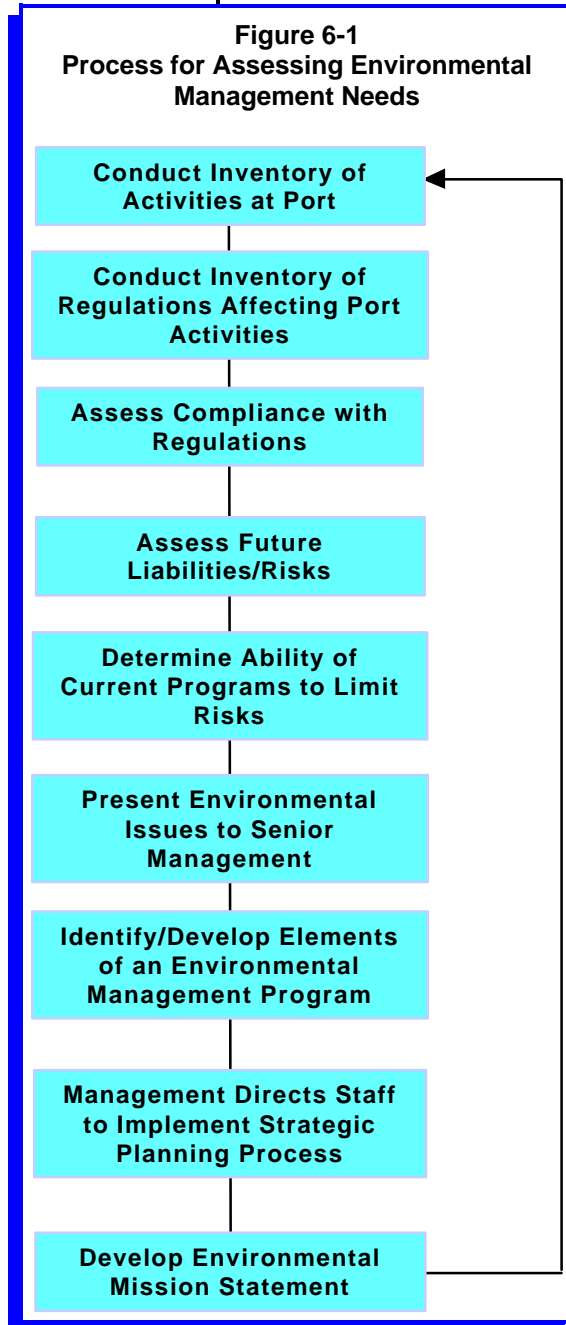 Figure 6-1
Process for Assessing Environmental
Management Needs
Conduct Inventory of
Activities at Port
Conduct Inventory of
Regulations Affecting Port
Activities
Assess Compliance with
Regulations
Assess Future
Liabilities/Risks
Determine Ability of
Current Programs to Limit
Risks
Present Environmental
Issues to Senior
Management
Identify/Develop Elements
of an Environmental
Management Program
Management Directs Staff
to Implement Strategic
Planning Process
Develop Environmental
Mission Statement